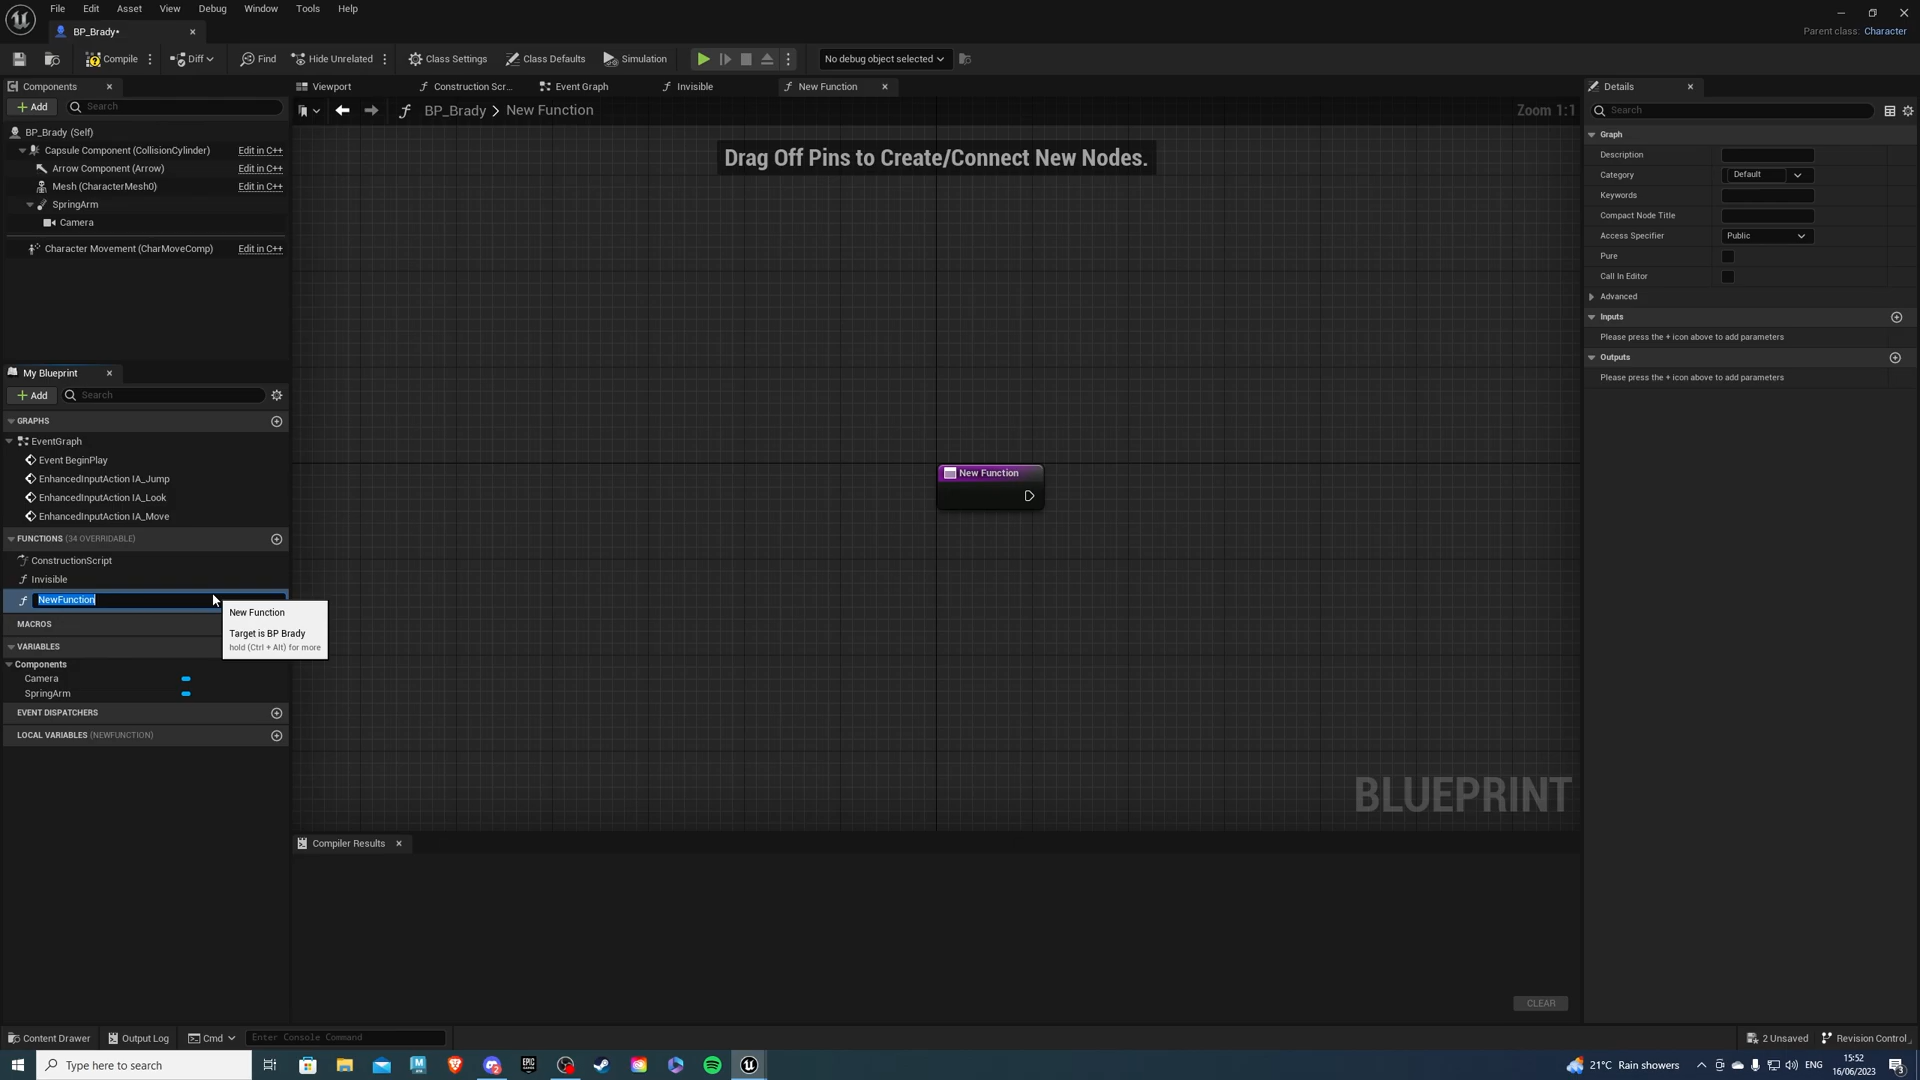 File Edit Asset View Debug Window Tools Help
BP_Brady•
Parent class: Character
Compile Diff Find Hide Unrelated Class Settings Class Defaults Simulation No debug object selected
Components
Add Search
BP_Brady (Self)
Capsule Component (CollisionCylinder) Edit in C++
Arrow Component (Arrow) Edit in C++
Mesh (CharacterMesh0) Edit in C++
SpringArm
Camera
Character Movement (CharMoveComp) Edit in C++
My Blueprint
Add Search
GRAPHS
EventGraph
Event BeginPlay
EnhancedInputAction IA_Jump
EnhancedInputAction IA_Look
EnhancedInputAction IA_Move
FUNCTIONS (34 OVERRIDABLE)
ConstructionScript
Invisible
NewFunction
New Function
Target is BP Brady
hold (Ctrl + Alt) for more
MACROS
VARIABLES
Components
Camera
SpringArm
EVENT DISPATCHERS
LOCAL VARIABLES (NEWFUNCTION)
Viewport Construction Scr... Event Graph Invisible New Function
BP_Brady > New Function
Zoom 1:1
Drag Off Pins to Create/Connect New Nodes.
New Function
BLUEPRINT
Compiler Results
CLEAR
Details
Search
Graph
Description
Category Default
Keywords
Compact Node Title
Access Specifier Public
Pure
Call In Editor
Advanced
Inputs
Please press the + icon above to add parameters
Outputs
Please press the + icon above to add parameters
Content Drawer Output Log Cmd Enter Console Command 2 Unsaved Revision Control
Type here to search
21°C Rain showers ENG
15:52
16/06/2023